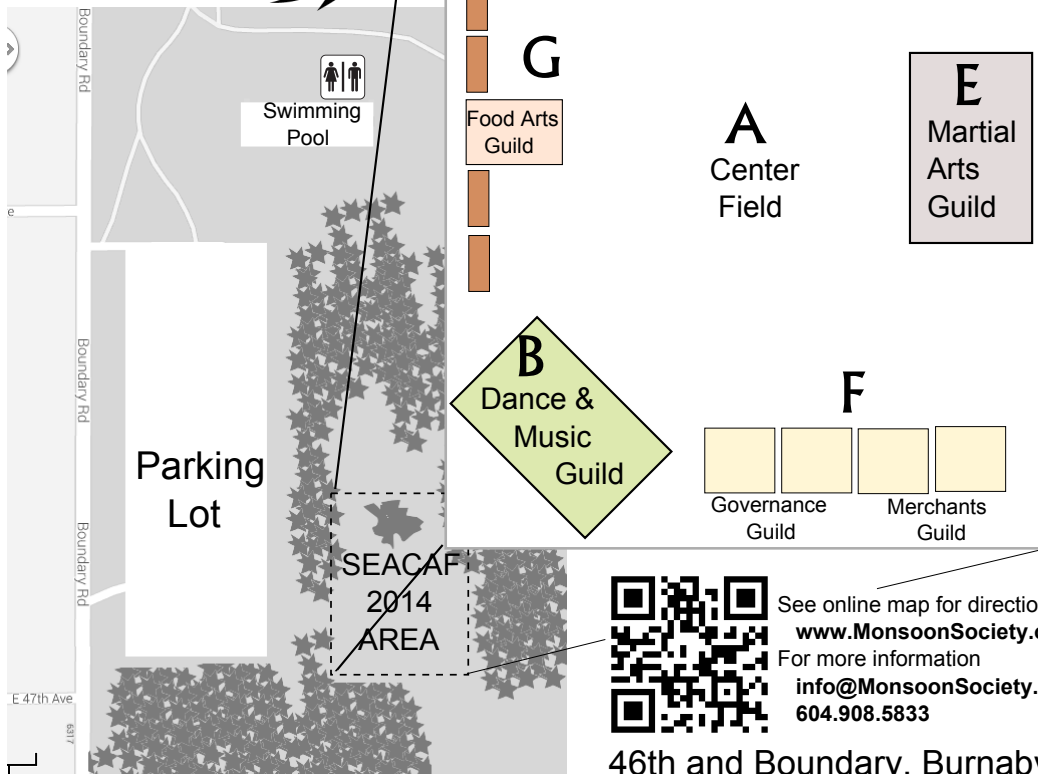 Boundary Rd
Swimming
Pool
G
Food Arts
Guild
A
Center
Field
E
Martial
Arts
Guild
e
Boundary Rd
B
Dance &
Music
Guild
F
Governance
Guild
Merchants
Guild
Parking
Lot
Boundary Rd
SEACAF
2014
AREA
See online map for directio
www.MonsoonSociety.
For more information
info@MonsoonSociety.
604.908.5833
E 47th Ave
6317
46th and Boundary, Burnaby